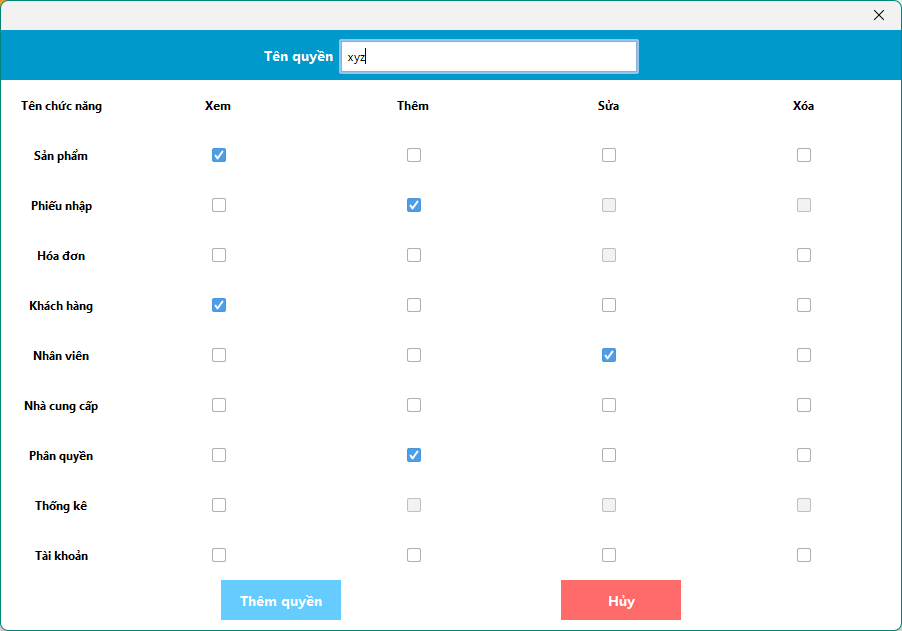 Tên quyền xyz
Tên chức năng Xem Thêm Sửa Xóa
Sản phẩm
Phiếu nhập
Hóa đơn
Khách hàng
Nhân viên
Nhà cung cấp
Phân quyền
Thống kê
Tài khoản
Thêm quyền Hủy